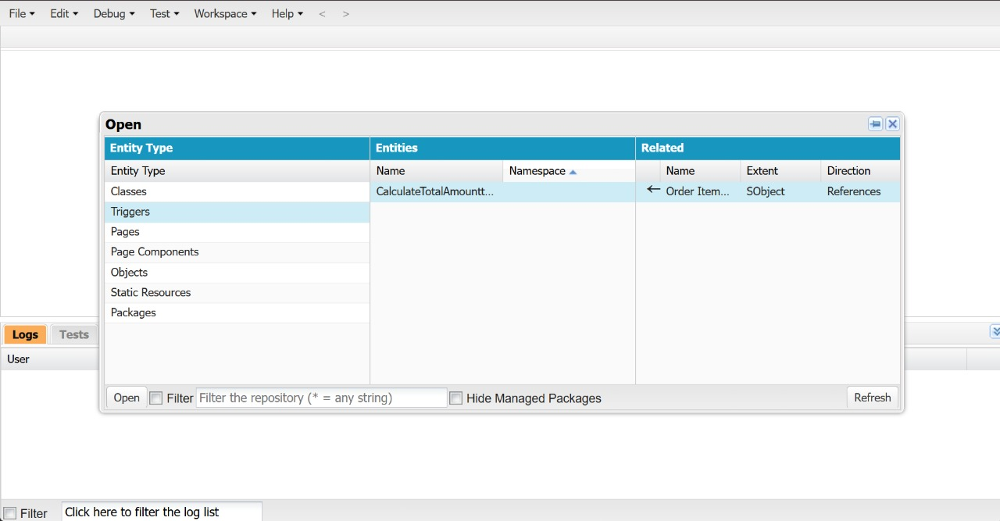 File Edit Debug Test Workspace Help < >
Open
Entity Type Entities Related
Entity Type Name Namespace Name Extent Direction
Classes CalculateTotalAmountt... Order Item... SObject References
Triggers
Pages
Page Components
Objects
Static Resources
Packages
Logs Tests
User
Open Filter Filter the repository (* = any string) Hide Managed Packages Refresh
Filter Click here to filter the log list